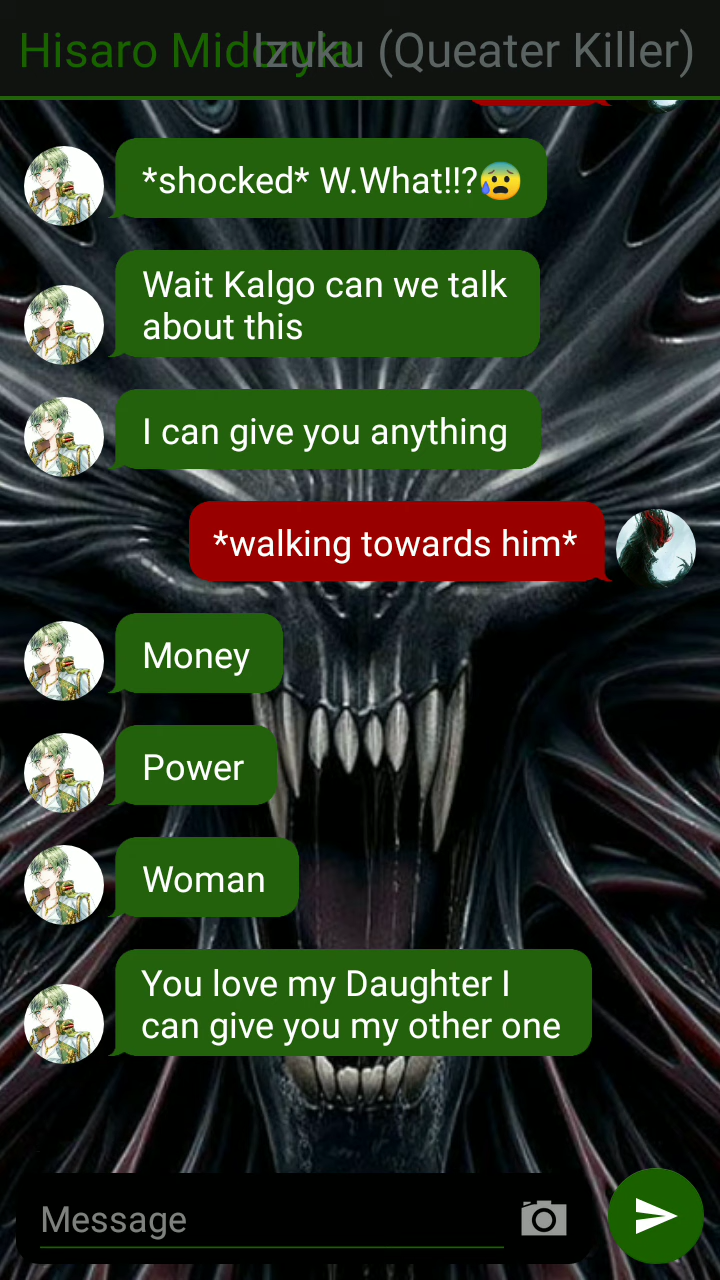 Hisaro Midoryia
Izuku (Queater Killer)
*shocked* W.What!!?😰
Wait Kalgo can we talk
about this
I can give you anything
*walking towards him*
Money
Power
Woman
You love my Daughter I
can give you my other one
Message